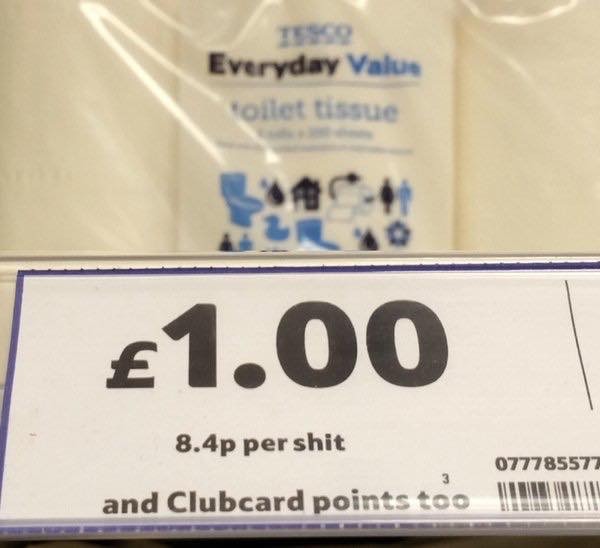 TESCO
Everyday Value
toilet tissue
£1.00
8.4p per shit
077785577
3
and Clubcard points too